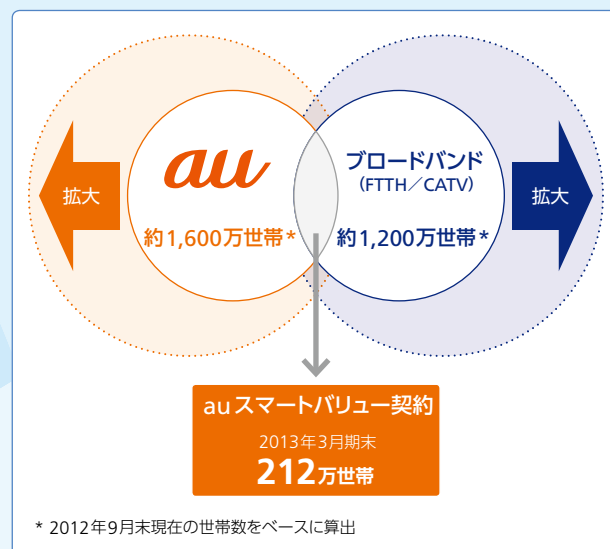 au
ブロードバンド
(FTTH/CATV)
拡大
拡大
約1,600万世帯*
約1,200万世帯*
auスマートバリュー契約
2013年3月期末
212万世帯
* 2012年9月末現在の世帯数をベースに算出